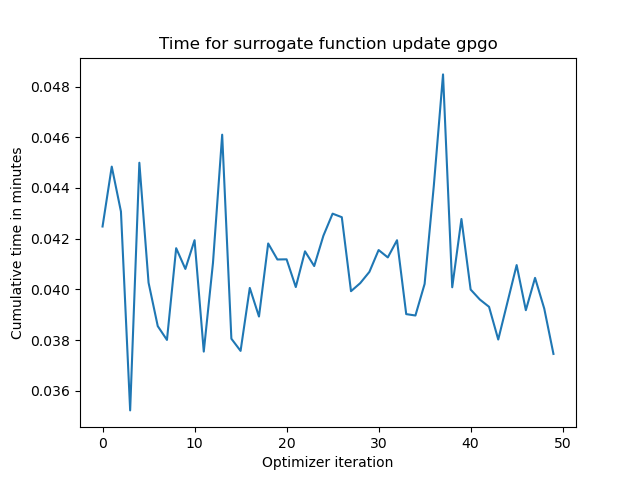 Time for surrogate function update gpgo
0.048
0.046
0.044
0.042
0.040
0.038
0.036
Cumulative time in minutes
0 10 20 30 40 50
Optimizer iteration